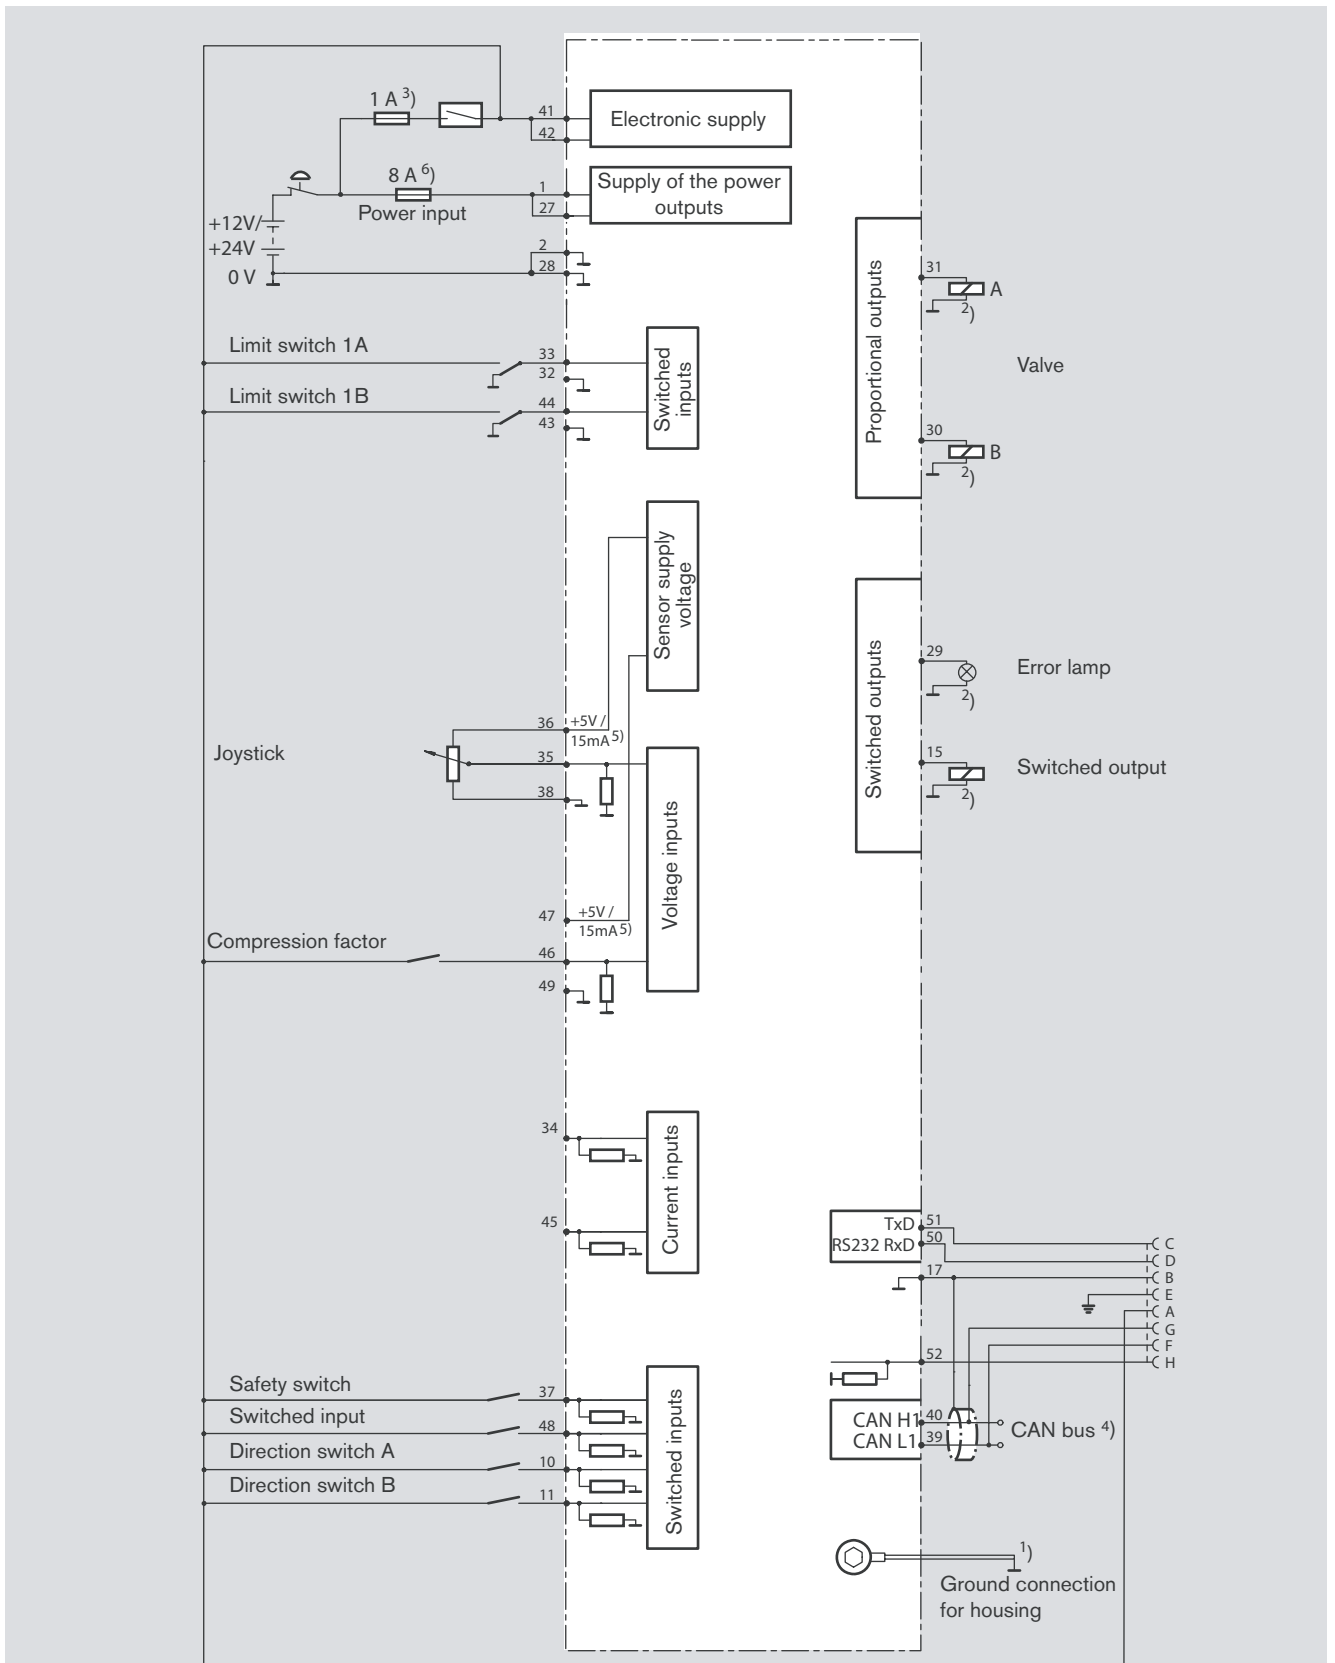 1 A 3)
41
42
Electronic supply
8 A 6)
Power input
1
27
Supply of the power
outputs
+12V/
+24V
0 V
2
28
Limit switch 1A
33
32
Limit switch 1B
44
43
Switched
inputs
Proportional outputs
31
A
2)
Valve
30
B
2)
Sensor supply
voltage
Switched outputs
29
Error lamp
2)
15
Switched output
2)
Joystick
36
+5V /
15mA 5)
35
38
Voltage inputs
47
+5V /
15mA 5)
Compression factor
46
49
34
45
Current inputs
TxD
51
RS232 RxD
50
17
C
D
B
E
A
G
F
H
52
Safety switch
37
Switched input
48
Direction switch A
10
Direction switch B
11
Switched inputs
CAN H1
40
CAN L1
39
CAN bus 4)
1)
Ground connection
for housing